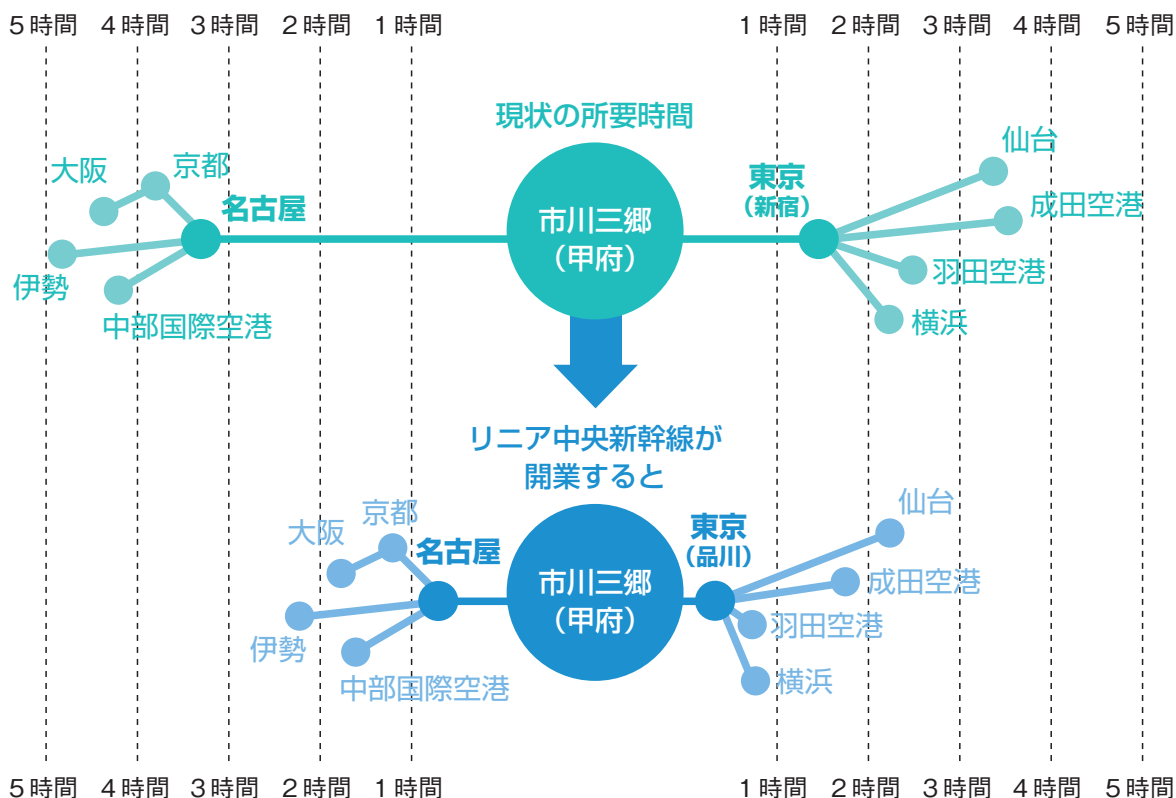 5時間 4時間 3時間 2時間 1時間 1時間 2時間 3時間 4時間 5時間
現状の所要時間
市川三郷
（甲府）
大阪
京都
名古屋
伊勢
中部国際空港
東京
（新宿）
仙台
成田空港
羽田空港
横浜
リニア中央新幹線が
開業すると
市川三郷
（甲府）
大阪
京都
名古屋
伊勢
中部国際空港
東京
（品川）
仙台
成田空港
羽田空港
横浜
5時間 4時間 3時間 2時間 1時間 1時間 2時間 3時間 4時間 5時間